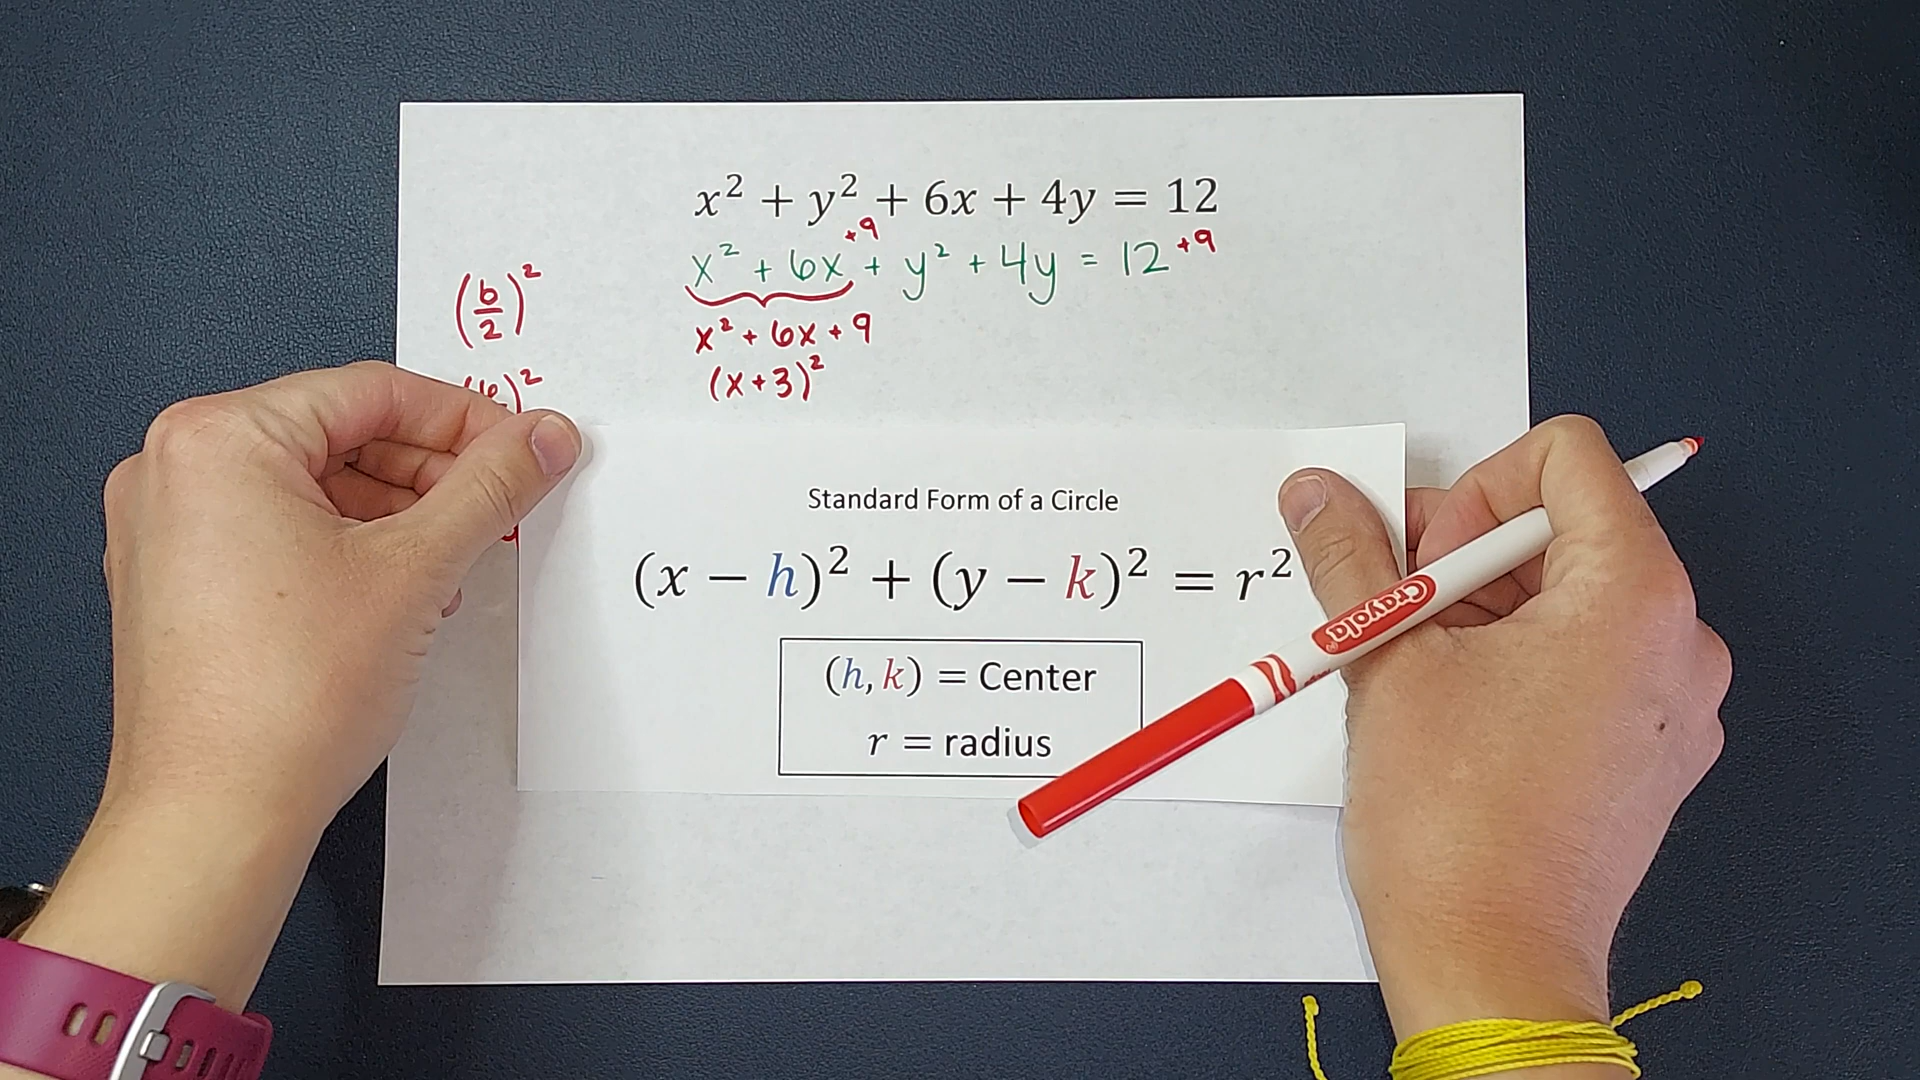 x² + y² + 6x + 4y = 12
+9 +9
x² + 6x + y² + 4y = 12
(b/2)²
x² + 6x + 9
(x+3)²
Standard Form of a Circle
(x − h)² + (y − k)² = r²
(h, k) = Center
r = radius
Crayola